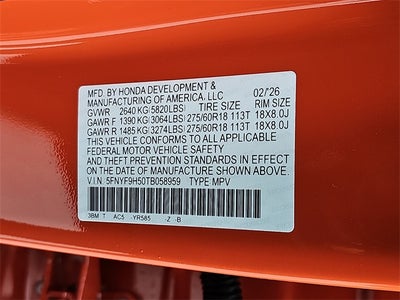 MFD. BY HONDA DEVELOPMENT & 02/'26
MANUFACTURING OF AMERICA, LLC
GVWR 2640 KG(5820LBS) TIRE SIZE RIM SIZE
GAWR F 1390 KG(3064LBS) 275/60R18 113T 18X8.0J
GAWR R 1485 KG(3274LBS) 275/60R18 113T 18X8.0J
THIS VEHICLE CONFORMS TO ALL APPLICABLE
FEDERAL MOTOR VEHICLE SAFETY
AND THEFT PREVENTION STANDARDS IN EFFECT
ON THE DATE OF MANUFACTURE SHOWN ABOVE.
V.I.N. 5FNYF9H50TB058959 TYPE MPV
3BM T AC5 -YR585 -Z -B